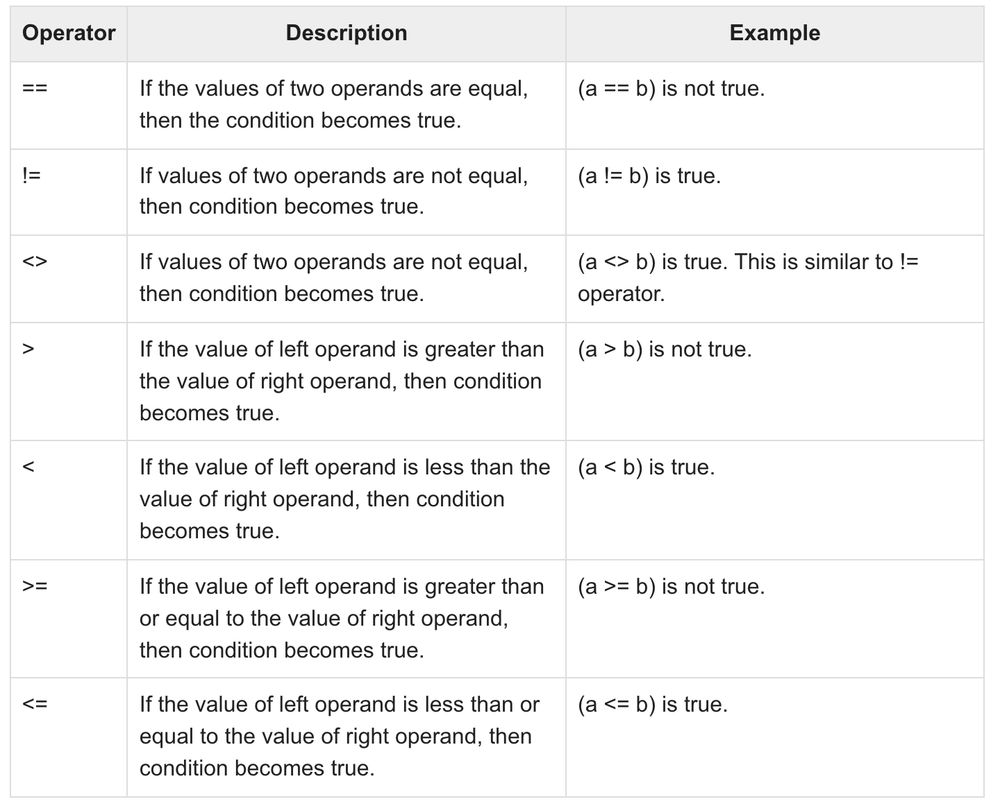 Operator Description Example
== If the values of two operands are equal, (a == b) is not true.
then the condition becomes true.
!= If values of two operands are not equal, (a != b) is true.
then condition becomes true.
<> If values of two operands are not equal, (a <> b) is true. This is similar to !=
then condition becomes true. operator.
> If the value of left operand is greater than (a > b) is not true.
the value of right operand, then condition
becomes true.
< If the value of left operand is less than the (a < b) is true.
value of right operand, then condition
becomes true.
>= If the value of left operand is greater than (a >= b) is not true.
or equal to the value of right operand,
then condition becomes true.
<= If the value of left operand is less than or (a <= b) is true.
equal to the value of right operand, then
condition becomes true.